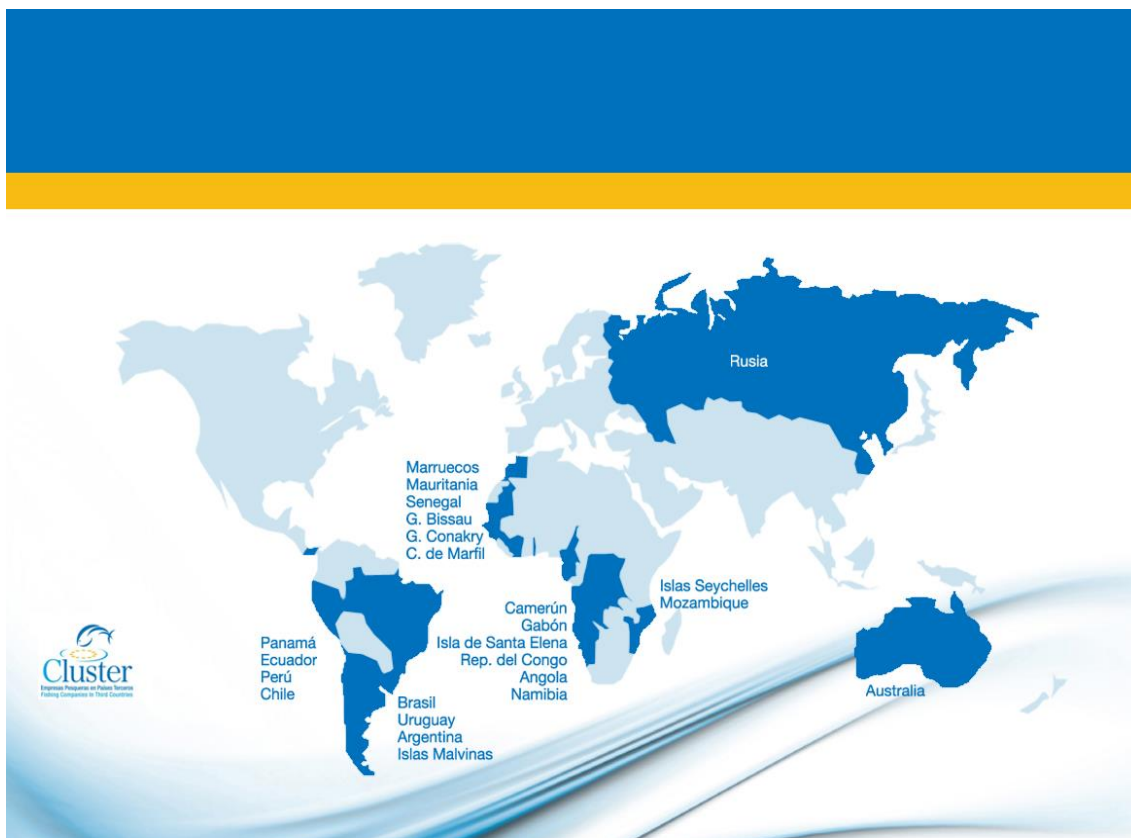 Rusia
Marruecos
Mauritania
Senegal
G. Bissau
G. Conakry
C. de Marfil
Islas Seychelles
Mozambique
Camerún
Gabón
Isla de Santa Elena
Rep. del Congo
Angola
Namibia
Panamá
Ecuador
Perú
Chile
Brasil
Uruguay
Argentina
Islas Malvinas
Australia
Cluster
Empresas Pesqueras en Países Terceros
Fishing Companies in Third Countries